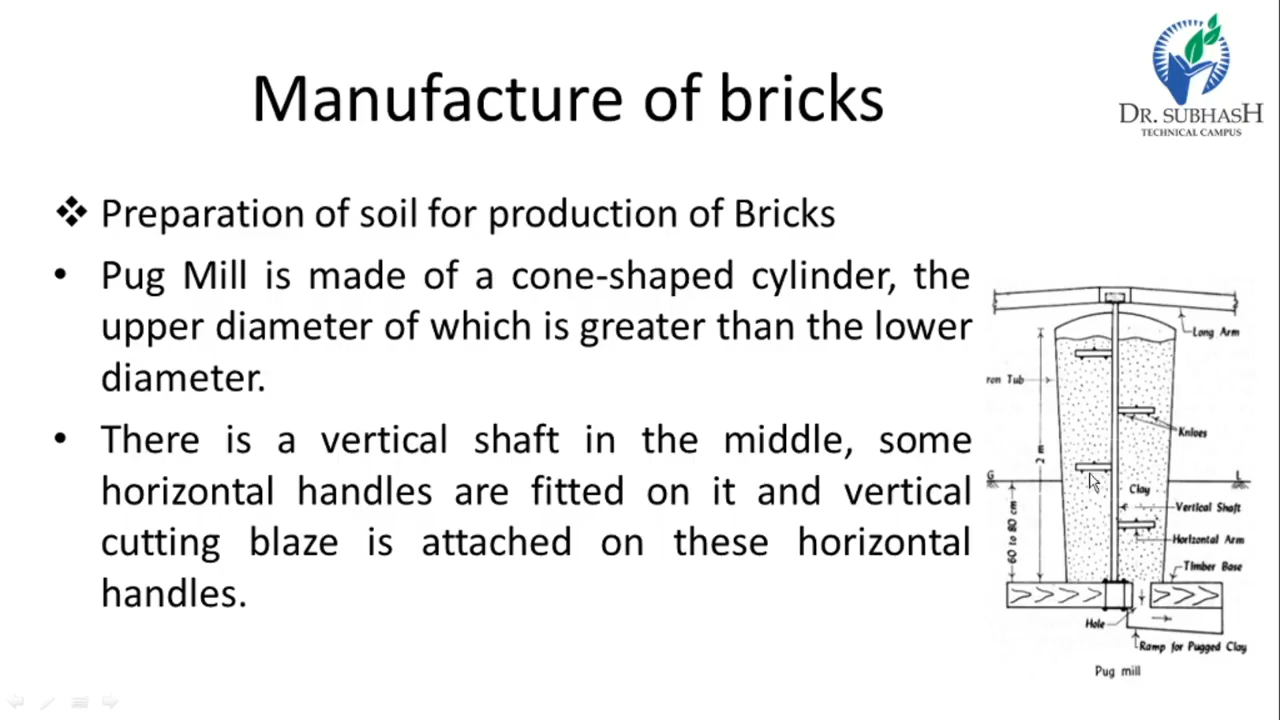 Manufacture of bricks
DR. SUBHASH
TECHNICAL CAMPUS
❖ Preparation of soil for production of Bricks
• Pug Mill is made of a cone-shaped cylinder, the
upper diameter of which is greater than the lower
diameter.
• There is a vertical shaft in the middle, some
horizontal handles are fitted on it and vertical
cutting blaze is attached on these horizontal
handles.
Long Arm
ron Tub
Knloes
2 m
G
L
Clay
Vertical Shaft
60 to 80 cm
Horizontal Arm
Timber Base
Hole
Ramp for Pugged Clay
Pug mill